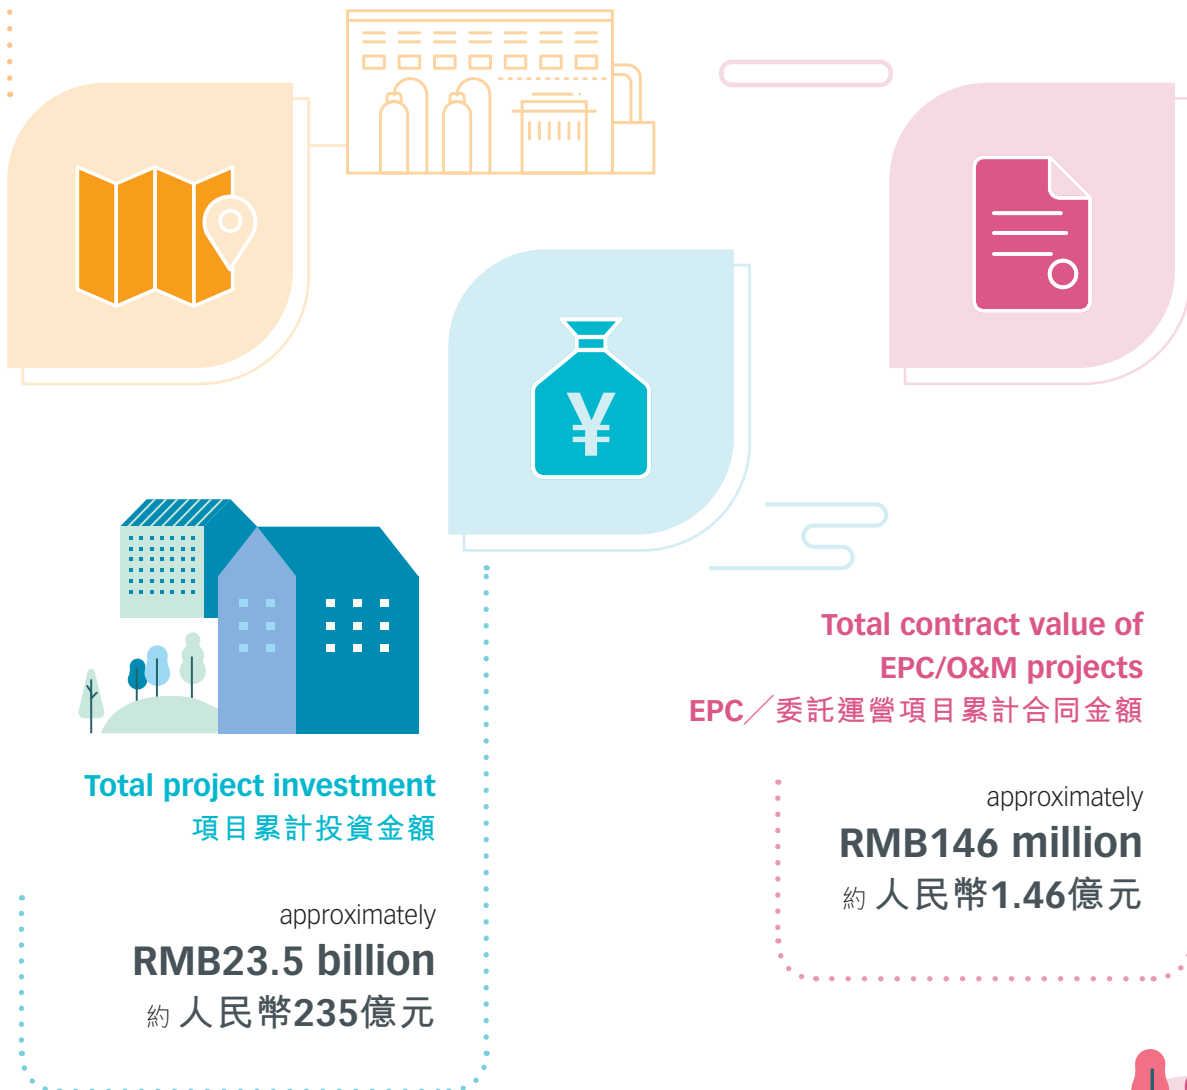 ¥
Total project investment
項目累計投資金額
approximately
RMB23.5 billion
約 人民幣235億元
Total contract value of
EPC/O&M projects
EPC／委託運營項目累計合同金額
approximately
RMB146 million
約 人民幣1.46億元